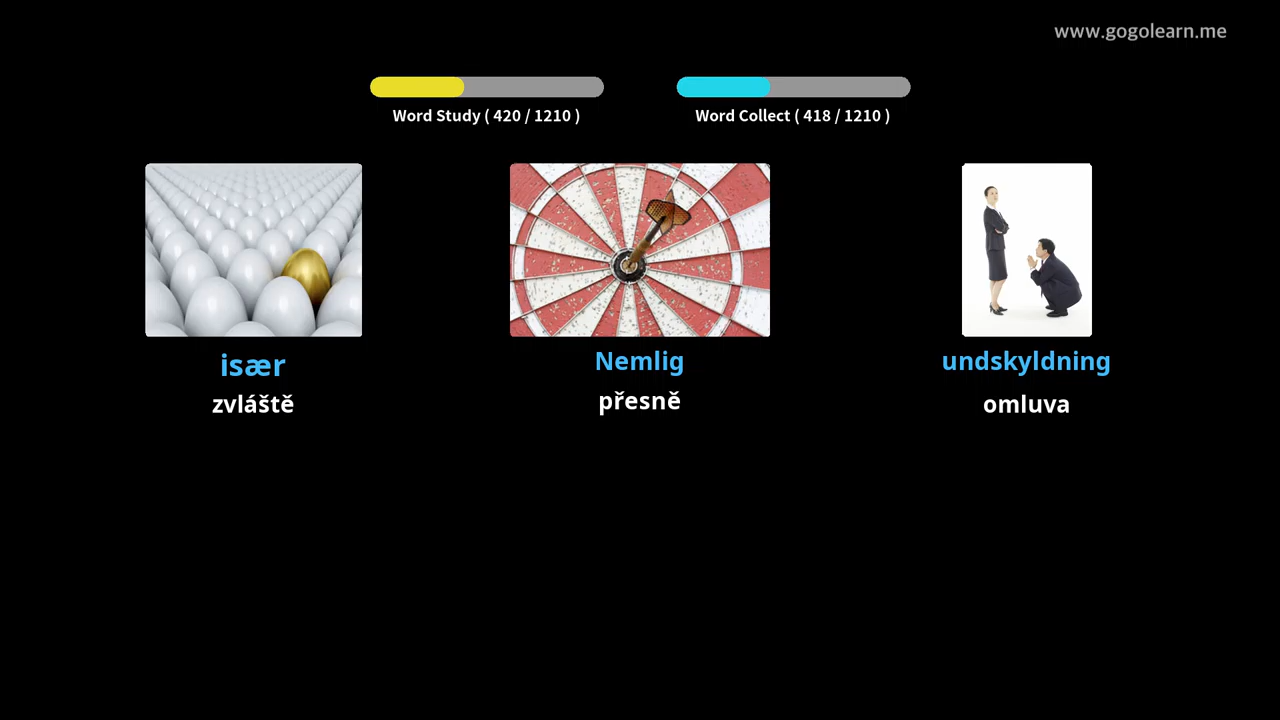 www.gogolearn.me
Word Study ( 420 / 1210 )
Word Collect ( 418 / 1210 )
især
Nemlig
undskyldning
zvláště
přesně
omluva